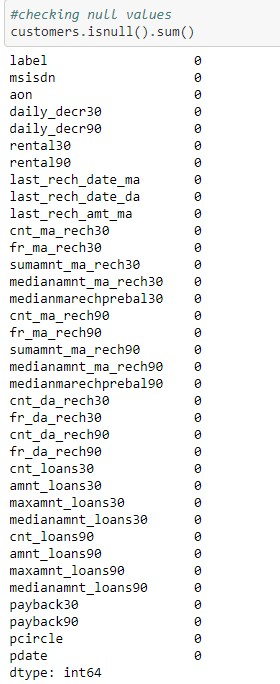 #checking null values
customers.isnull().sum()
label 0
msisdn 0
aon 0
daily_decr30 0
daily_decr90 0
rental30 0
rental90 0
last_rech_date_ma 0
last_rech_date_da 0
last_rech_amt_ma 0
cnt_ma_rech30 0
fr_ma_rech30 0
sumamnt_ma_rech30 0
medianamnt_ma_rech30 0
medianmarechprebal30 0
cnt_ma_rech90 0
fr_ma_rech90 0
sumamnt_ma_rech90 0
medianamnt_ma_rech90 0
medianmarechprebal90 0
cnt_da_rech30 0
fr_da_rech30 0
cnt_da_rech90 0
fr_da_rech90 0
cnt_loans30 0
amnt_loans30 0
maxamnt_loans30 0
medianamnt_loans30 0
cnt_loans90 0
amnt_loans90 0
maxamnt_loans90 0
medianamnt_loans90 0
payback30 0
payback90 0
pcircle 0
pdate 0
dtype: int64